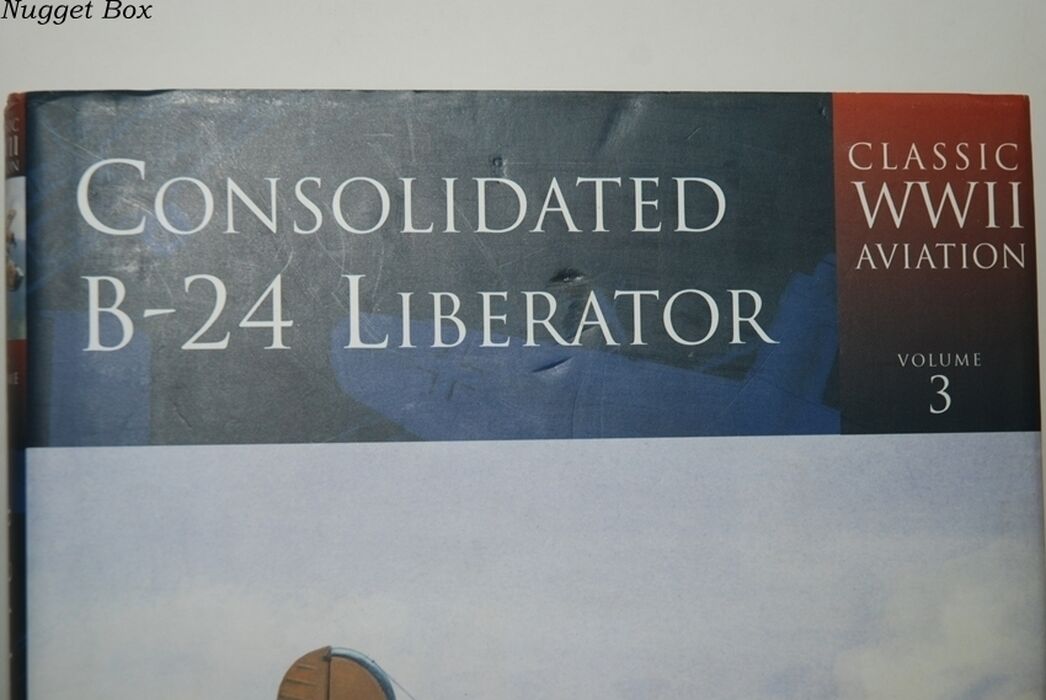 Nugget Box
CONSOLIDATED
B-24 LIBERATOR
CLASSIC
WWII
AVIATION
VOLUME
3